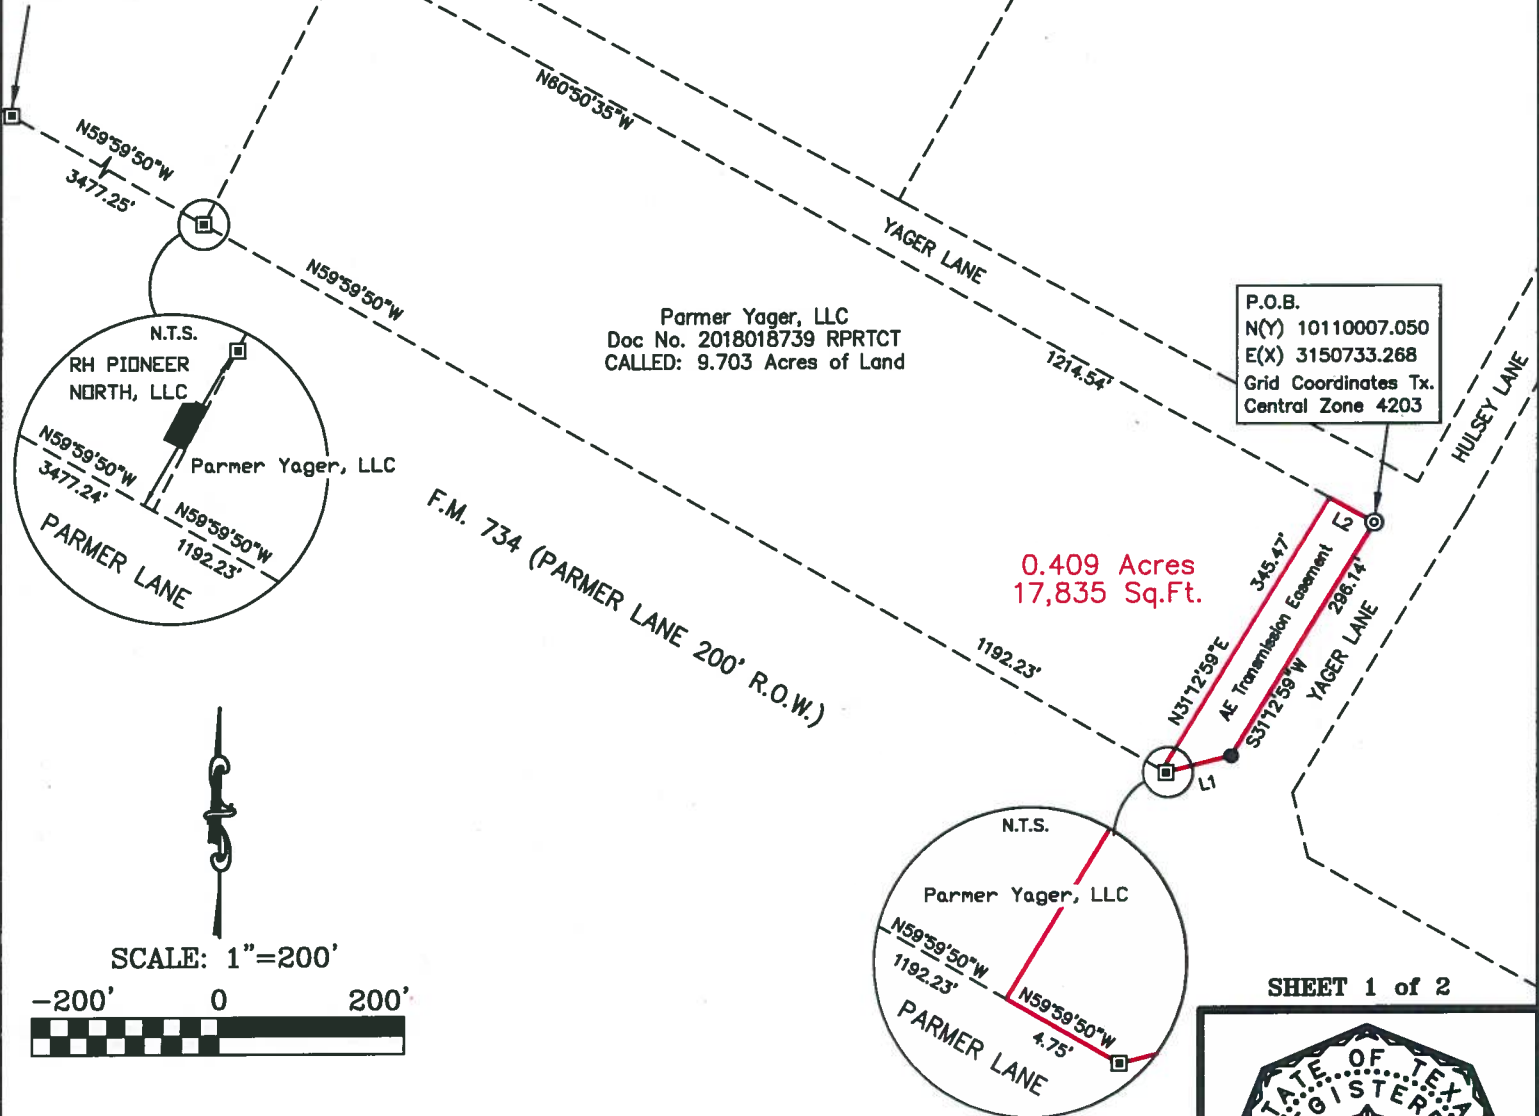 N60°50'35"W
N59°59'50"W
3477.25'
YAGER LANE
N59°59'50"W
Parmer Yager, LLC
Doc No. 2018018739 RPRTCT
CALLED: 9.703 Acres of Land
1214.54'
P.O.B.
N(Y) 10110007.050
E(X) 3150733.268
Grid Coordinates Tx.
Central Zone 4203
HULSEY LANE
N.T.S.
RH PIONEER
NORTH, LLC
N59°59'50"W
3477.24'
Parmer Yager, LLC
N59°59'50"W
1192.23'
PARMER LANE
F.M. 734 (PARMER LANE 200' R.O.W.)
0.409 Acres
17,835 Sq.Ft.
L2
345.47'
N31°12'59"E
AE Transmission Easement
296.14'
S31°12'59"W
YAGER LANE
1192.23'
L1
N.T.S.
Parmer Yager, LLC
N59°59'50"W
1192.23'
N59°59'50"W
4.75'
PARMER LANE
SCALE: 1"=200'
-200' 0 200'
SHEET 1 of 2
STATE OF TEXA
GISTER